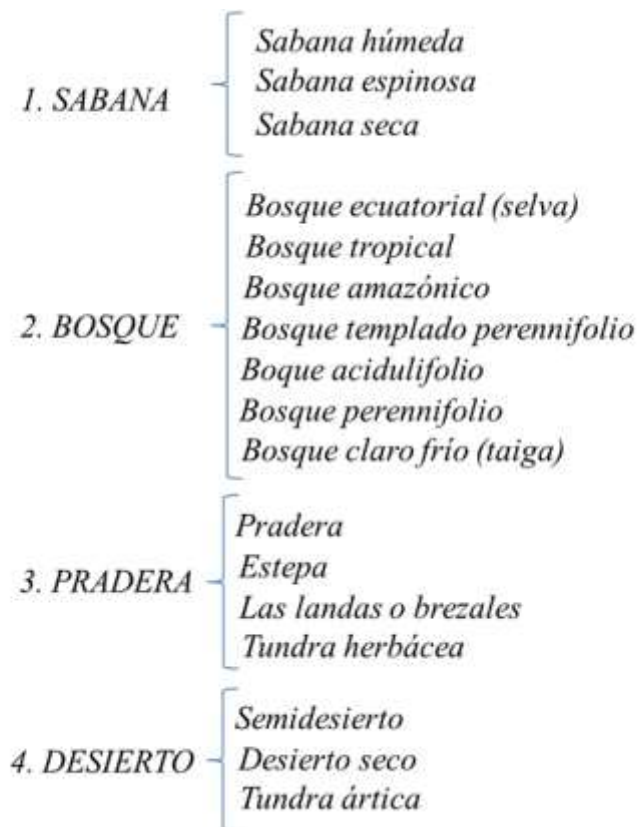 1. SABANA
Sabana húmeda
Sabana espinosa
Sabana seca
2. BOSQUE
Bosque ecuatorial (selva)
Bosque tropical
Bosque amazónico
Bosque templado perennifolio
Boque acidulifolio
Bosque perennifolio
Bosque claro frío (taiga)
3. PRADERA
Pradera
Estepa
Las landas o brezales
Tundra herbácea
4. DESIERTO
Semidesierto
Desierto seco
Tundra ártica